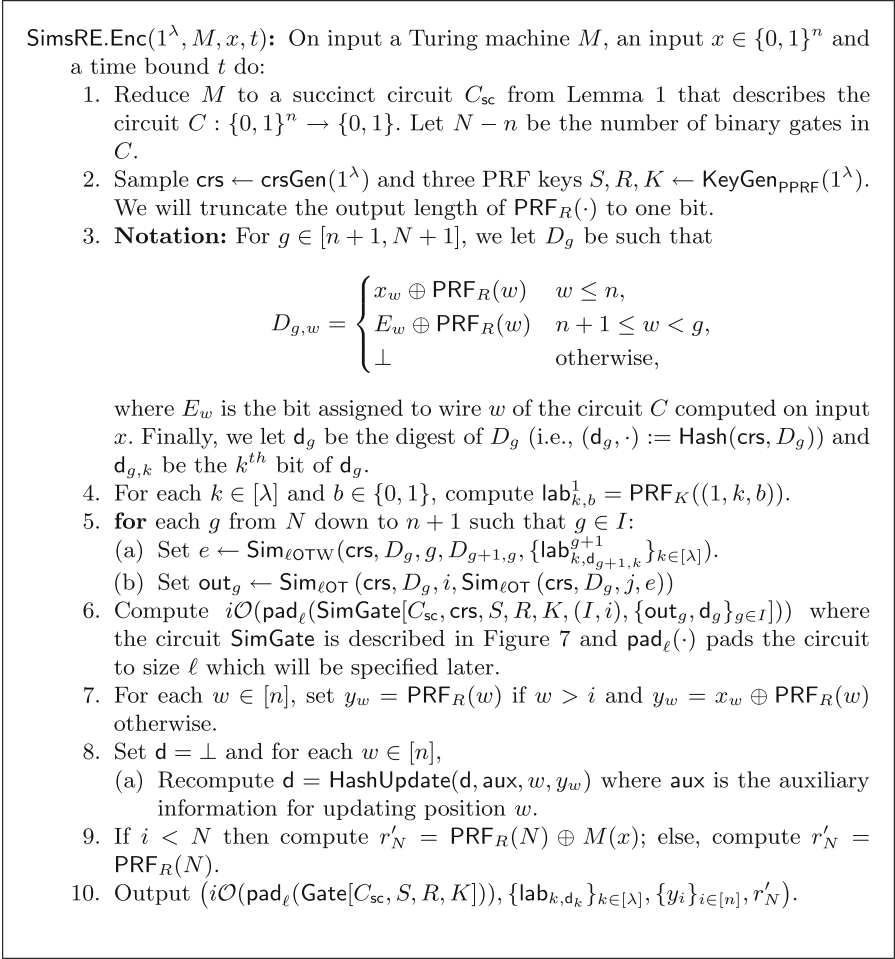 SimsRE.Enc(1^λ, M, x, t): On input a Turing machine M, an input x ∈ {0, 1}^n and
a time bound t do:
1. Reduce M to a succinct circuit C_sc from Lemma 1 that describes the
circuit C : {0, 1}^n → {0, 1}. Let N − n be the number of binary gates in
C.
2. Sample crs ← crsGen(1^λ) and three PRF keys S, R, K ← KeyGen_PPRF(1^λ).
We will truncate the output length of PRF_R(·) to one bit.
3. Notation: For g ∈ [n + 1, N + 1], we let D_g be such that
D_{g,w} = { x_w ⊕ PRF_R(w) w ≤ n,
E_w ⊕ PRF_R(w) n + 1 ≤ w < g,
⊥ otherwise,
where E_w is the bit assigned to wire w of the circuit C computed on input
x. Finally, we let d_g be the digest of D_g (i.e., (d_g, ·) := Hash(crs, D_g)) and
d_{g,k} be the k^{th} bit of d_g.
4. For each k ∈ [λ] and b ∈ {0, 1}, compute lab^1_{k,b} = PRF_K((1, k, b)).
5. for each g from N down to n + 1 such that g ∈ I:
(a) Set e ← Sim_{ℓOTW}(crs, D_g, g, D_{g+1,g}, {lab^{g+1}_{k,d_{g+1,k}}}_{k∈[λ]}).
(b) Set out_g ← Sim_{ℓOT} (crs, D_g, i, Sim_{ℓOT} (crs, D_g, j, e))
6. Compute iO(pad_ℓ(SimGate[C_sc, crs, S, R, K, (I, i), {out_g, d_g}_{g∈I}])) where
the circuit SimGate is described in Figure 7 and pad_ℓ(·) pads the circuit
to size ℓ which will be specified later.
7. For each w ∈ [n], set y_w = PRF_R(w) if w > i and y_w = x_w ⊕ PRF_R(w)
otherwise.
8. Set d = ⊥ and for each w ∈ [n],
(a) Recompute d = HashUpdate(d, aux, w, y_w) where aux is the auxiliary
information for updating position w.
9. If i < N then compute r′_N = PRF_R(N) ⊕ M(x); else, compute r′_N =
PRF_R(N).
10. Output (iO(pad_ℓ(Gate[C_sc, S, R, K])), {lab_{k,d_k}}_{k∈[λ]}, {y_i}_{i∈[n]}, r′_N).